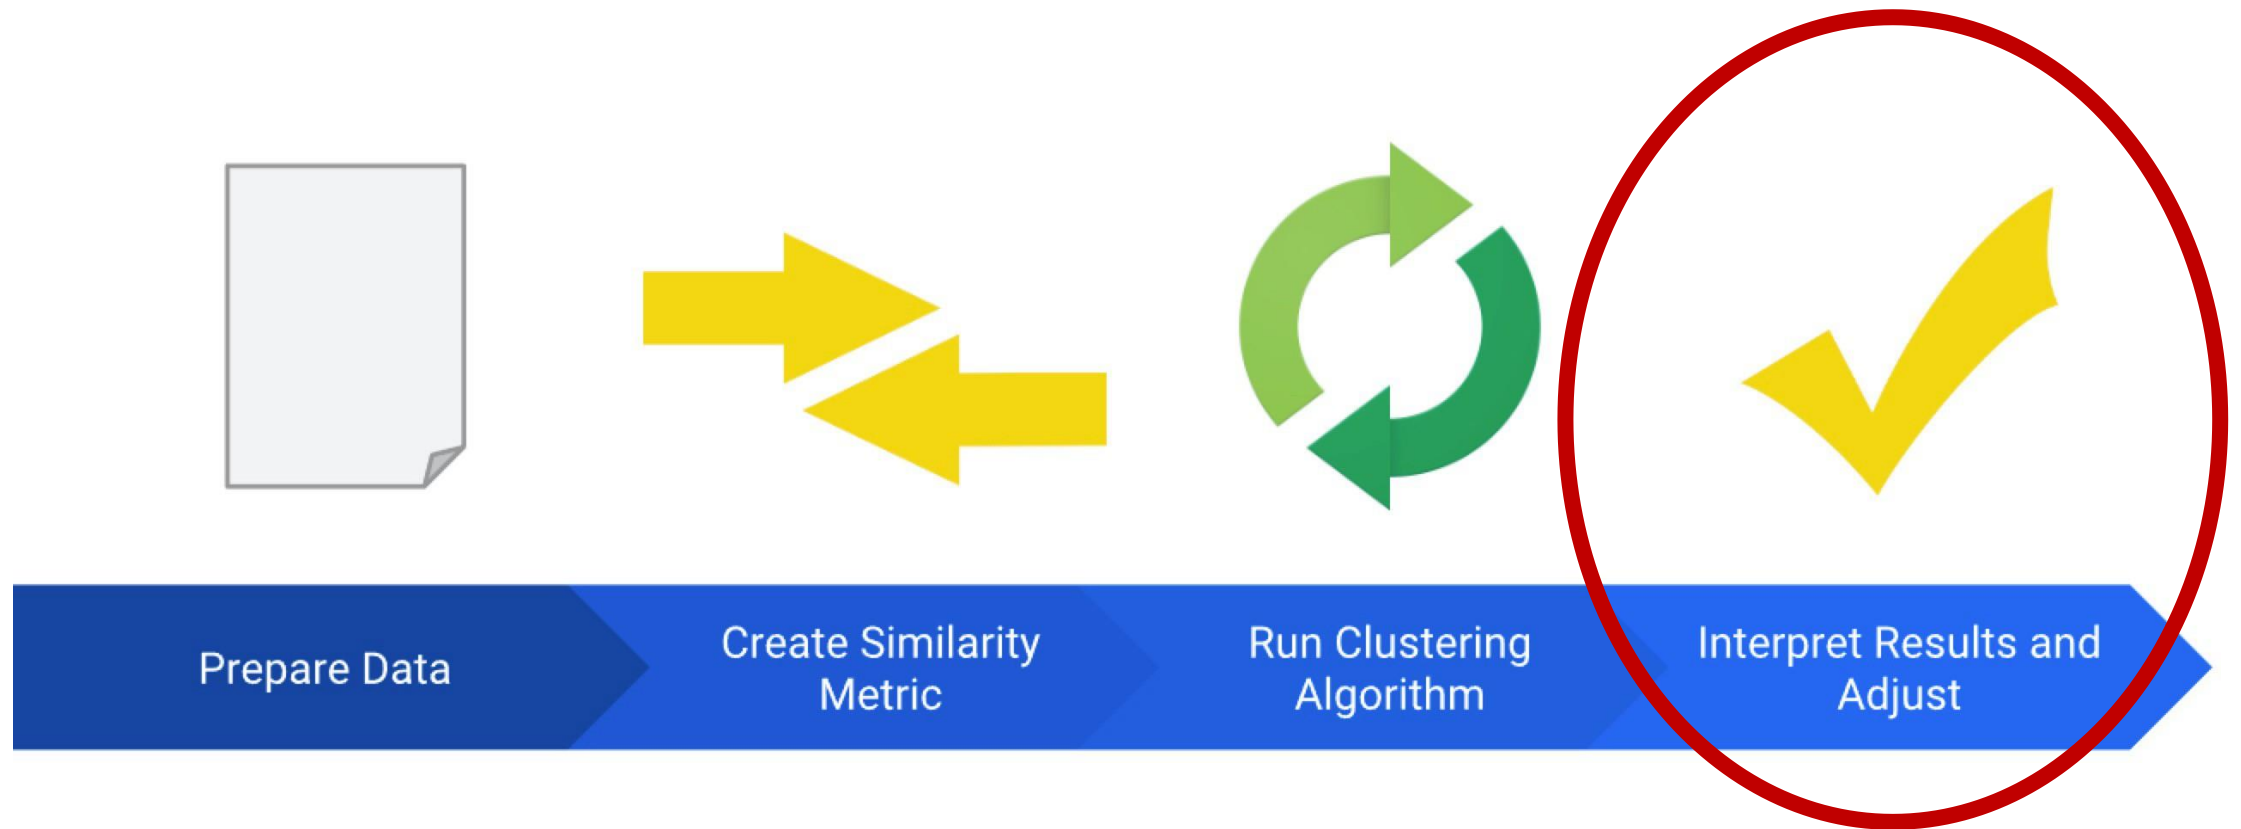 Prepare Data
Create Similarity
Metric
Run Clustering
Algorithm
Interpret Results and
Adjust